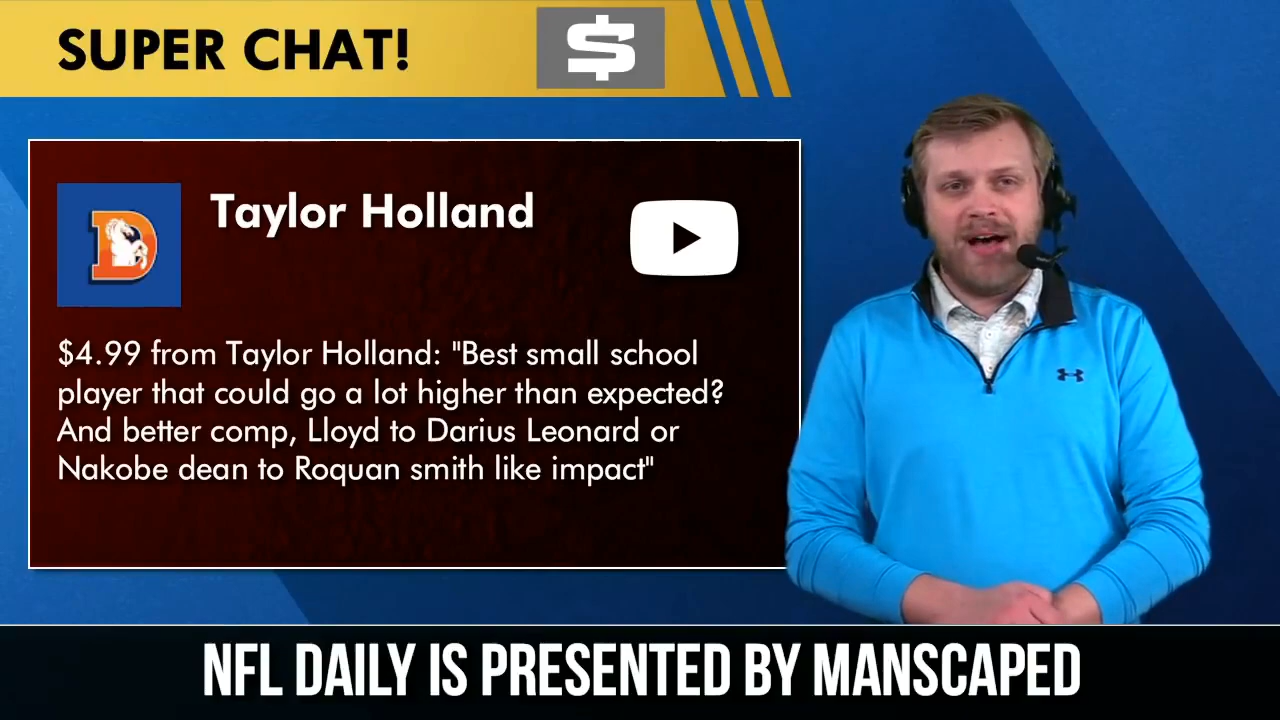 SUPER CHAT!
$
D
Taylor Holland
$4.99 from Taylor Holland: "Best small school
player that could go a lot higher than expected?
And better comp, Lloyd to Darius Leonard or
Nakobe dean to Roquan smith like impact"
NFL DAILY IS PRESENTED BY MANSCAPED